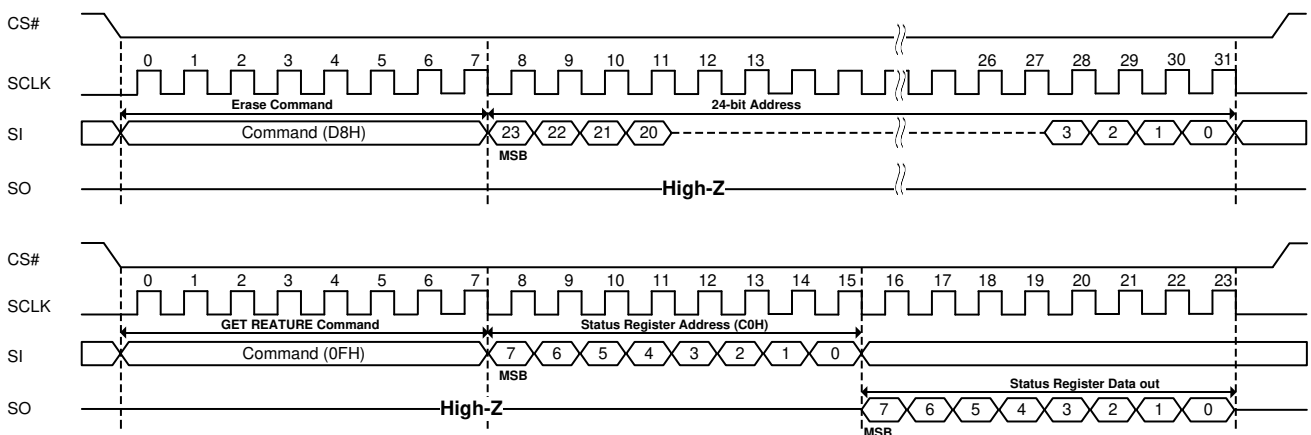 CS#
0 1 2 3 4 5 6 7 8 9 10 11 12 13 26 27 28 29 30 31
SCLK
Erase Command 24-bit Address
SI Command (D8H) 23 22 21 20 3 2 1 0
MSB
SO High-Z
CS#
0 1 2 3 4 5 6 7 8 9 10 11 12 13 14 15 16 17 18 19 20 21 22 23
SCLK
GET REATURE Command Status Register Address (C0H)
SI Command (0FH) 7 6 5 4 3 2 1 0
MSB
Status Register Data out
SO High-Z 7 6 5 4 3 2 1 0
MSB